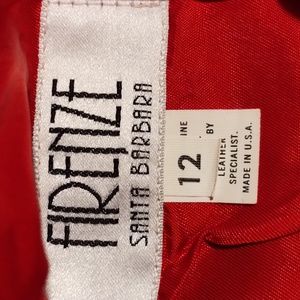 FIRENZE
SANTA BARBARA
12
INE
BY
LEATHER
SPECIALIST.
MADE IN U.S.A.